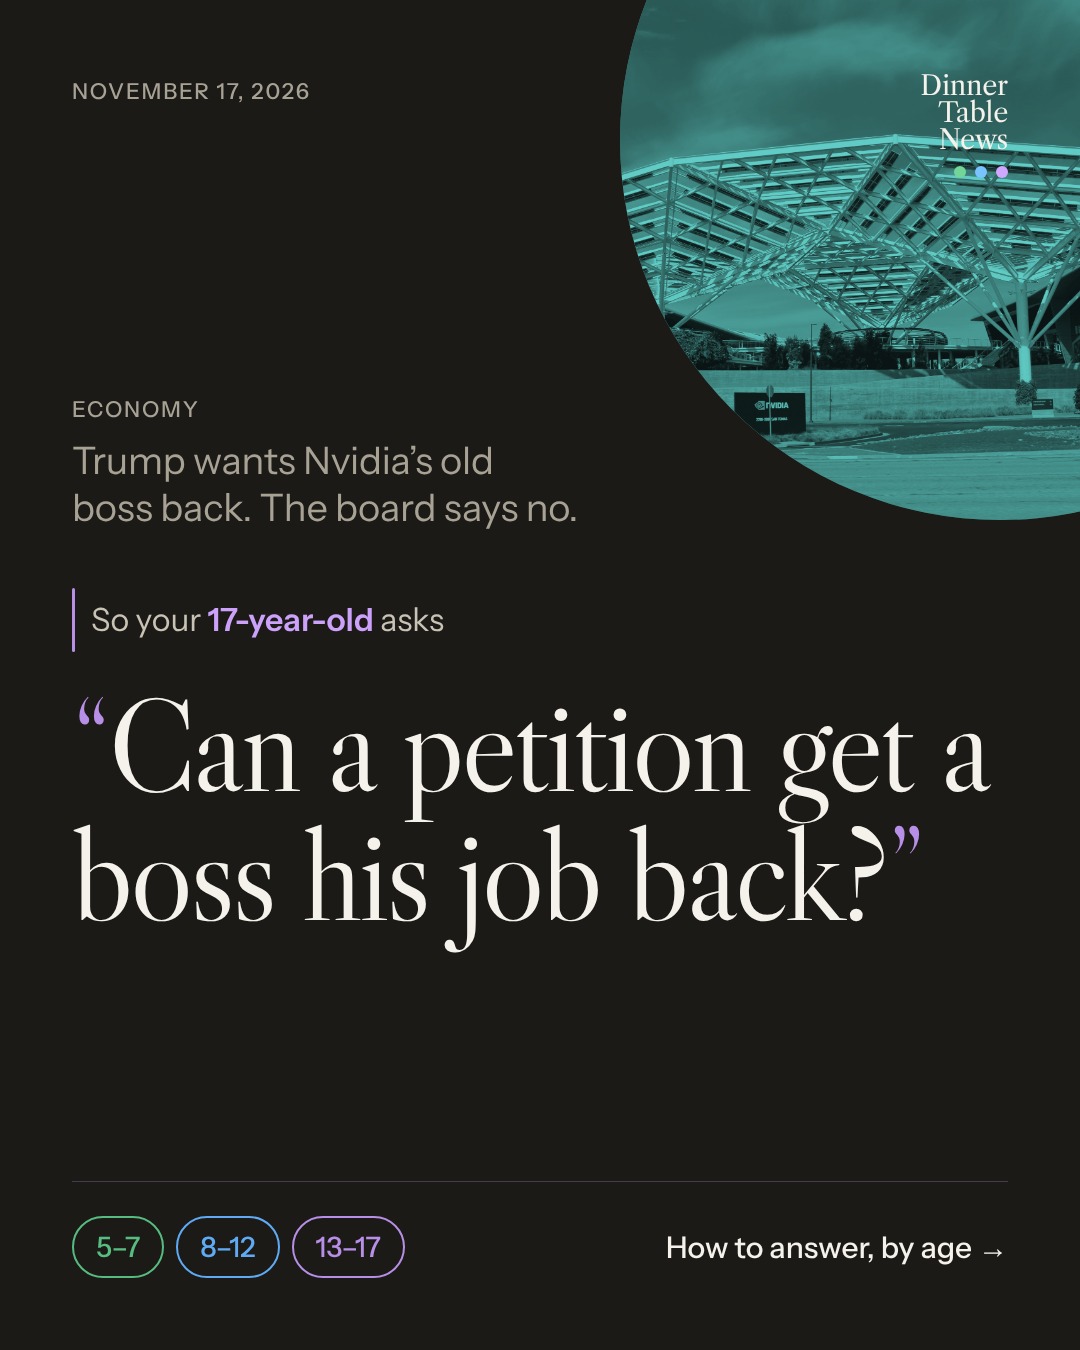 NOVEMBER 17, 2026
Dinner
Table
News
NVIDIA
ECONOMY
Trump wants Nvidia’s old
boss back. The board says no.
So your 17-year-old asks
“Can a petition get a
boss his job back?”
5–7
8–12
13–17
How to answer, by age →